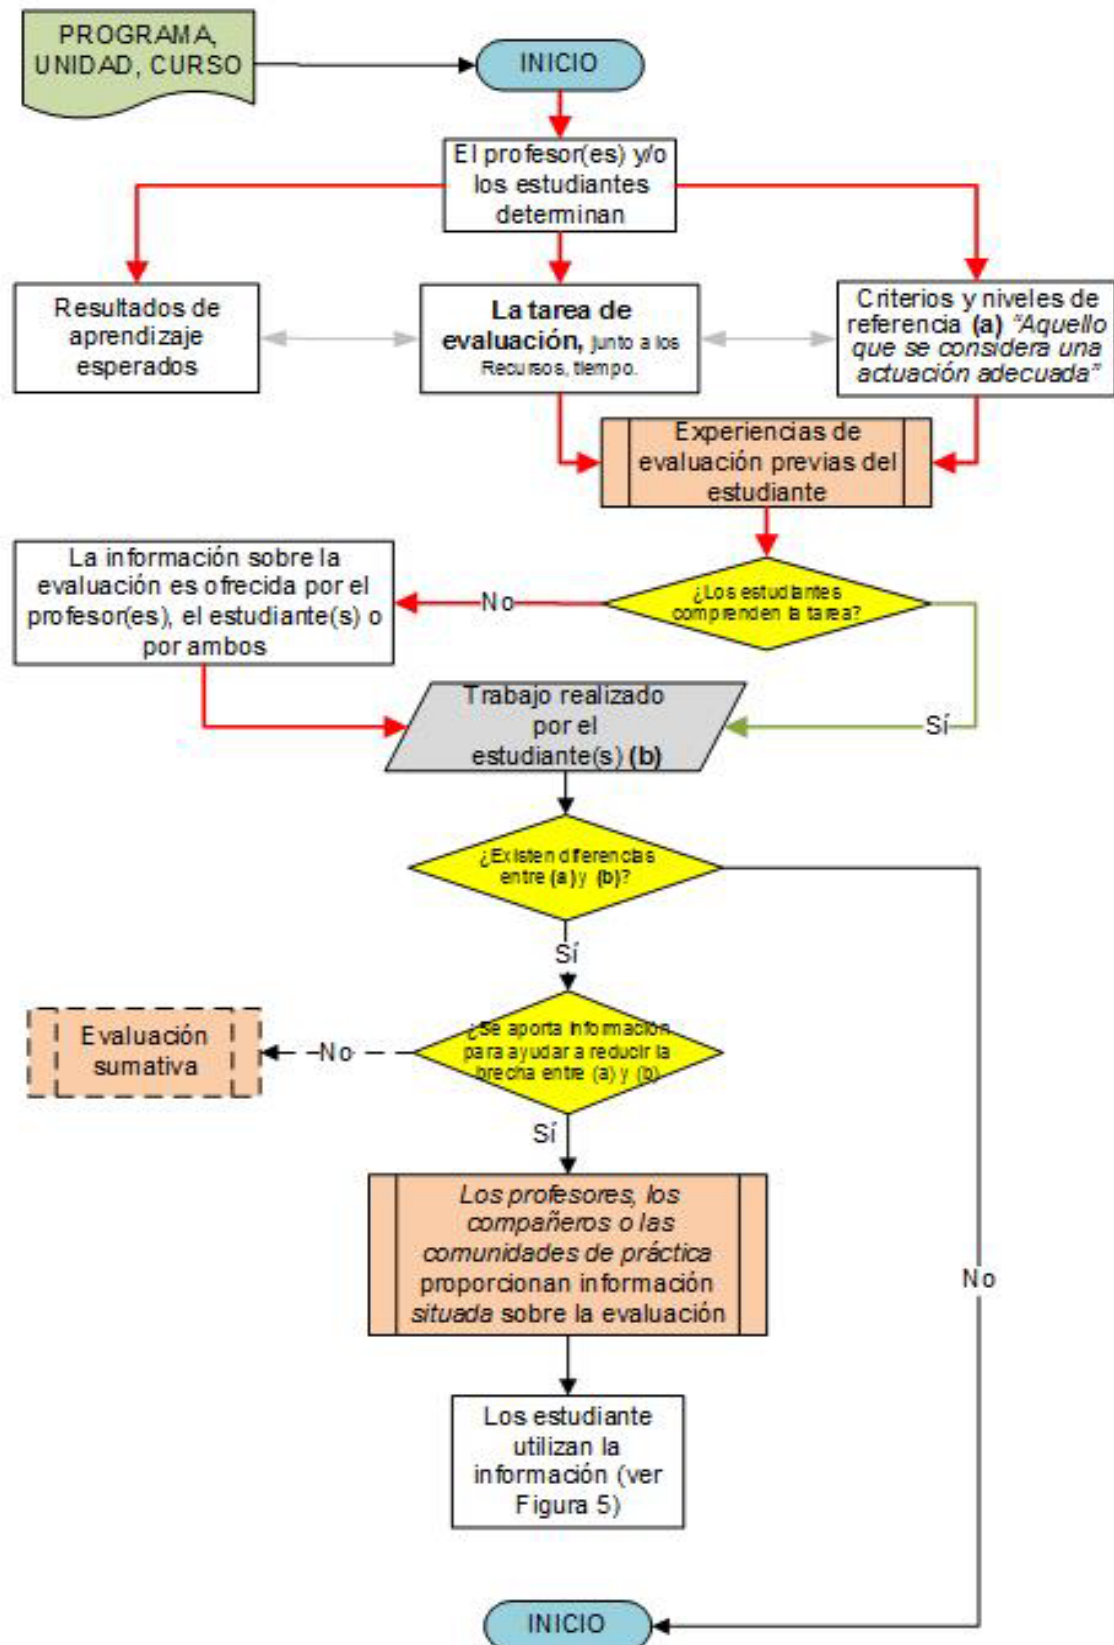 PROGRAMA,
UNIDAD, CURSO
INICIO
El profesor(es) y/o
los estudiantes
determinan
Resultados de
aprendizaje
esperados
La tarea de
evaluación, junto a los
Recursos, tiempo.
Criterios y niveles de
referencia (a) “Aquello
que se considera una
actuación adecuada”
Experiencias de
evaluación previas del
estudiante
La información sobre la
evaluación es ofrecida por el
profesor(es), el estudiante(s) o
por ambos
No
¿Los estudiantes
comprenden la tarea?
Sí
Trabajo realizado
por el
estudiante(s) (b)
¿Existen diferencias
entre (a) y (b)?
Sí
Evaluación
sumativa
No
¿Se aporta información
para ayudar a reducir la
brecha entre (a) y (b)
Sí
Los profesores, los
compañeros o las
comunidades de práctica
proporcionan información
situada sobre la evaluación
No
Los estudiante
utilizan la
información (ver
Figura 5)
INICIO